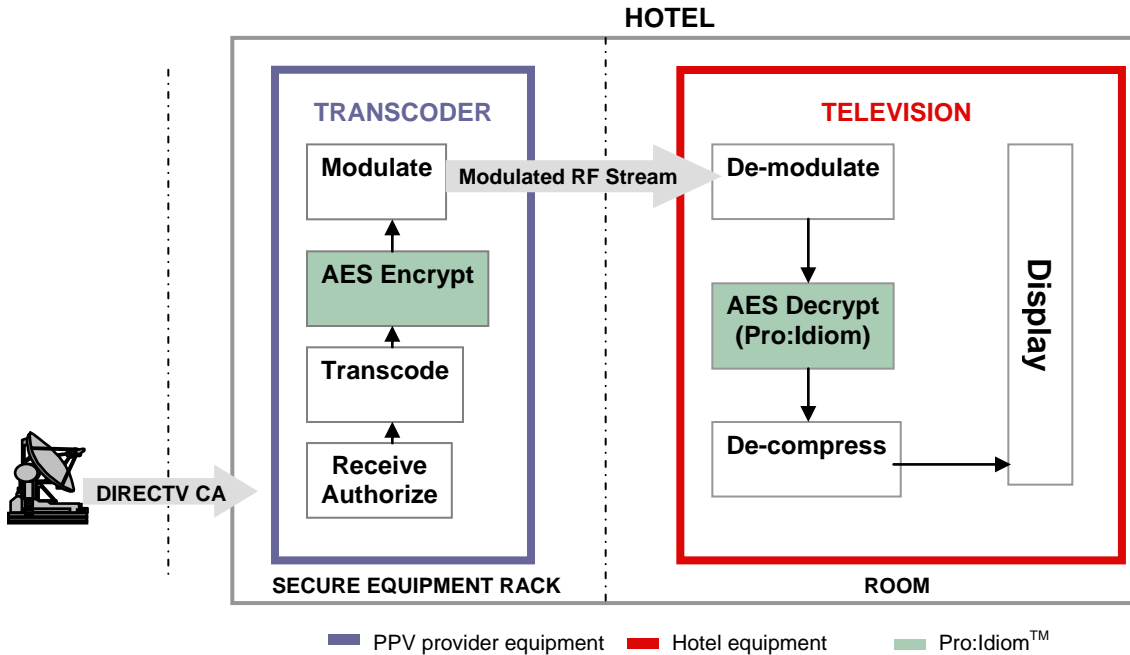 HOTEL
TRANSCODER
Modulate
AES Encrypt
Transcode
Receive
Authorize
DIRECTV CA
Modulated RF Stream
TELEVISION
De-modulate
AES Decrypt
(Pro:Idiom)
De-compress
Display
SECURE EQUIPMENT RACK
ROOM
PPV provider equipment
Hotel equipment
Pro:Idiom™